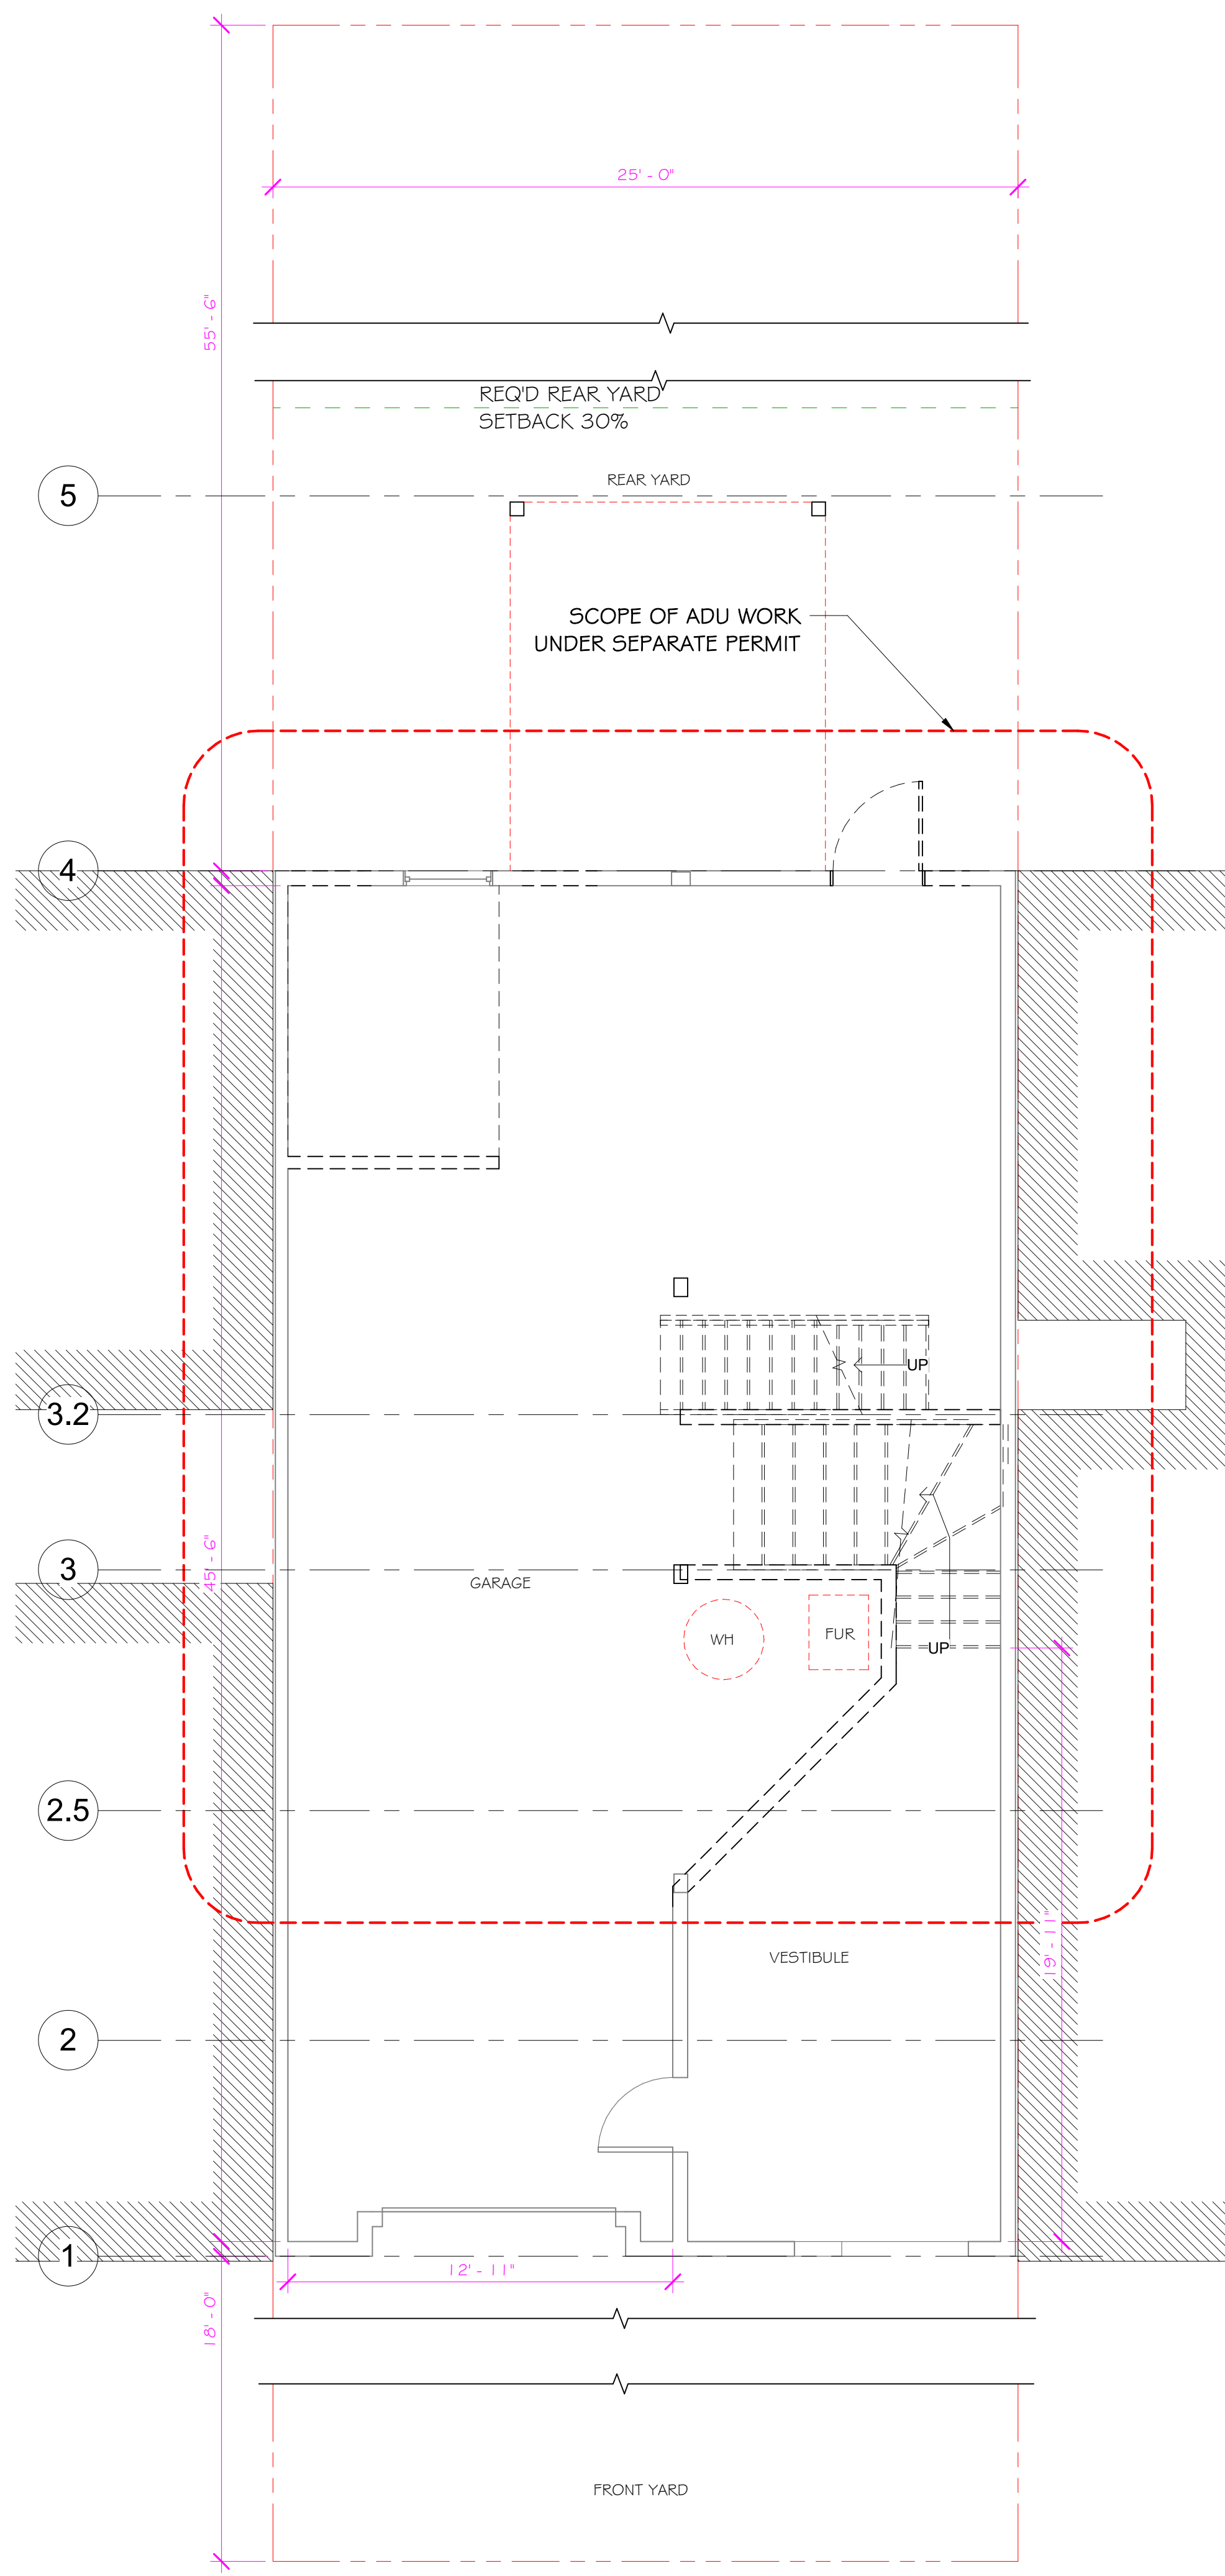 25' - 0"
55' - 6"
REQ'D REAR YARD
SETBACK 30%
REAR YARD
5
SCOPE OF ADU WORK
UNDER SEPARATE PERMIT
4
UP
3.2
3
45' - 6"
GARAGE
WH
FUR
UP
2.5
19' - 11"
VESTIBULE
2
1
12' - 11"
18' - 0"
FRONT YARD